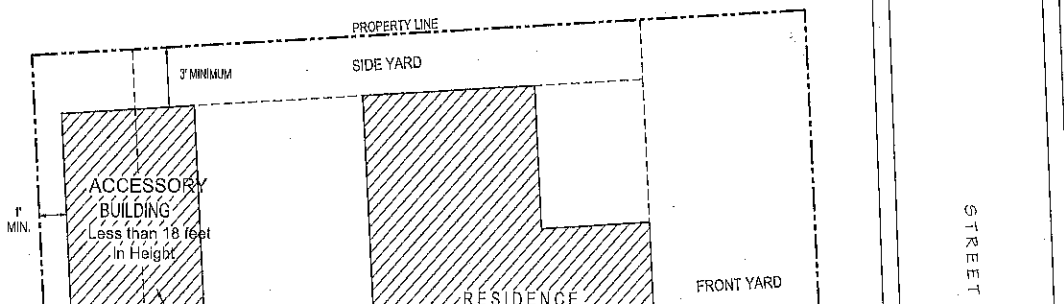 PROPERTY LINE
3' MINIMUM
SIDE YARD
ACCESSORY
BUILDING
Less than 18 feet
In Height
1'
MIN.
RESIDENCE
FRONT YARD
STREET